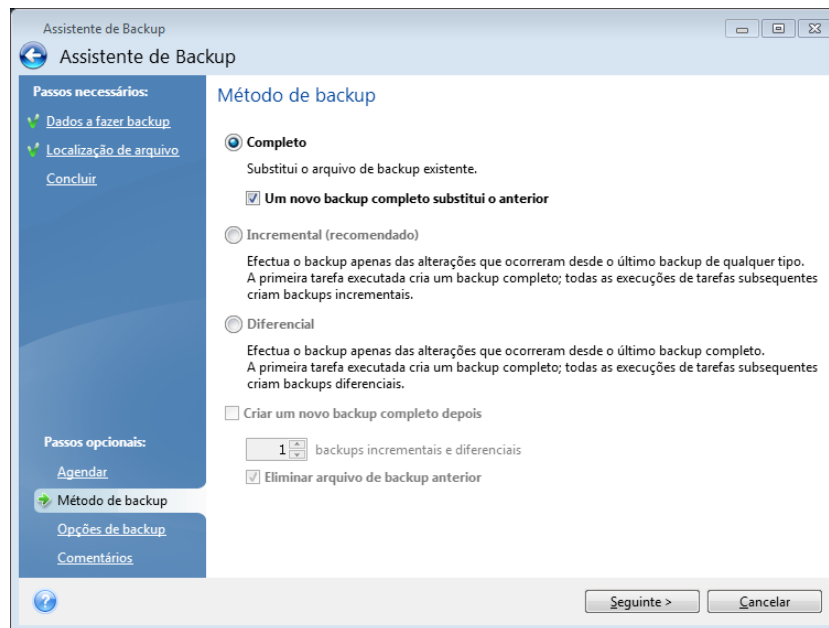 Assistente de Backup
Assistente de Backup
Passos necessários:
Dados a fazer backup
Localização de arquivo
Concluir
Passos opcionais:
Agendar
Método de backup
Opções de backup
Comentários
Método de backup
Completo
Substitui o arquivo de backup existente.
Um novo backup completo substitui o anterior
Incremental (recomendado)
Efectua o backup apenas das alterações que ocorreram desde o último backup de qualquer tipo.
A primeira tarefa executada cria um backup completo; todas as execuções de tarefas subsequentes
criam backups incrementais.
Diferencial
Efectua o backup apenas das alterações que ocorreram desde o último backup completo.
A primeira tarefa executada cria um backup completo; todas as execuções de tarefas subsequentes
criam backups diferenciais.
Criar um novo backup completo depois
1 backups incrementais e diferenciais
Eliminar arquivo de backup anterior
Seguinte >
Cancelar